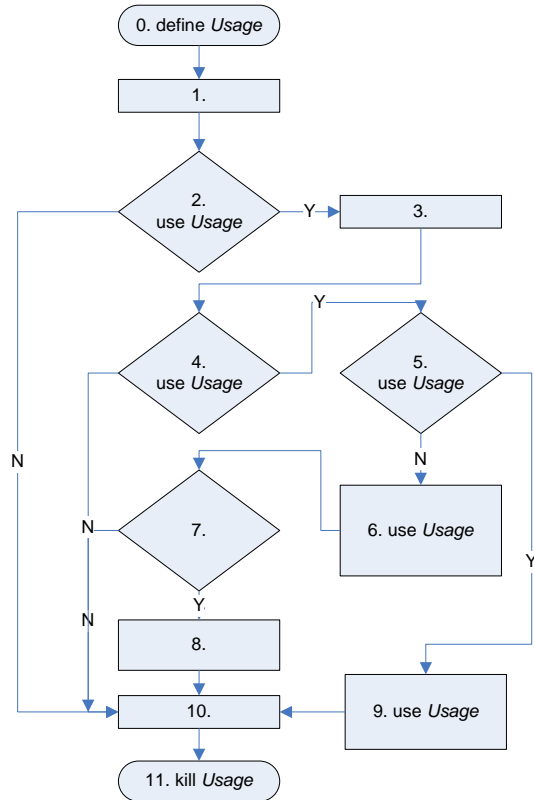 0. define Usage
1.
2.
use Usage
Y
3.
Y
4.
use Usage
5.
use Usage
N
N
7.
6. use Usage
N
Y
Y
N
8.
10.
9. use Usage
11. kill Usage